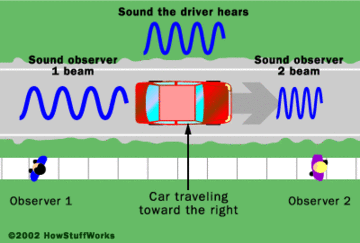 Sound the driver hears
Sound observer
1 beam
Sound observer
2 beam
Observer 1
Car traveling
toward the right
Observer 2
©2002 HowStuffWorks